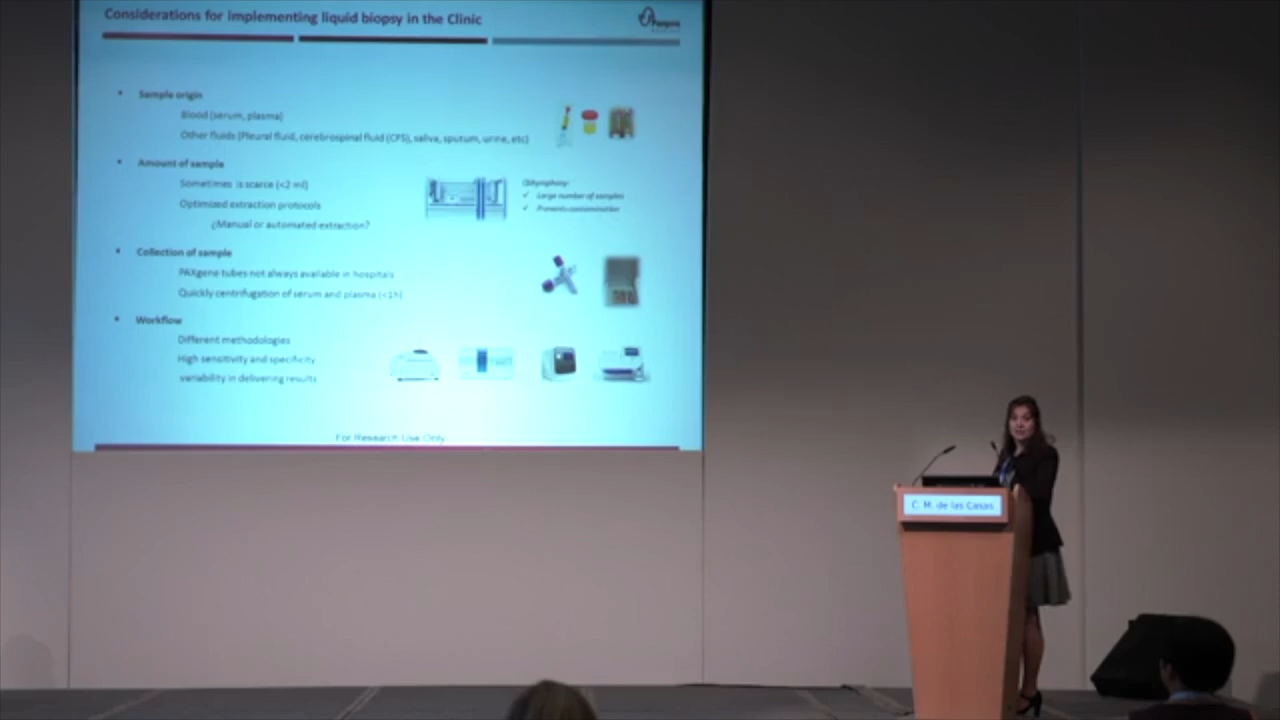 Considerations for implementing liquid biopsy in the Clinic
• Sample origin
Blood (serum, plasma)
Other fluids (Pleural fluid, cerebrospinal fluid (CFS), saliva, sputum, urine, etc)
• Amount of sample
Sometimes is scarce (<2 ml)
Optimized extraction protocols
¿Manual or automated extraction?
QIAsymphony:
✓ Large number of samples
✓ Prevents contamination
• Collection of sample
PAXgene tubes not always available in hospitals
Quickly centrifugation of serum and plasma (<1h)
• Workflow
Different methodologies
High sensitivity and specificity
variability in delivering results
For Research Use Only
C. M. de las Casas